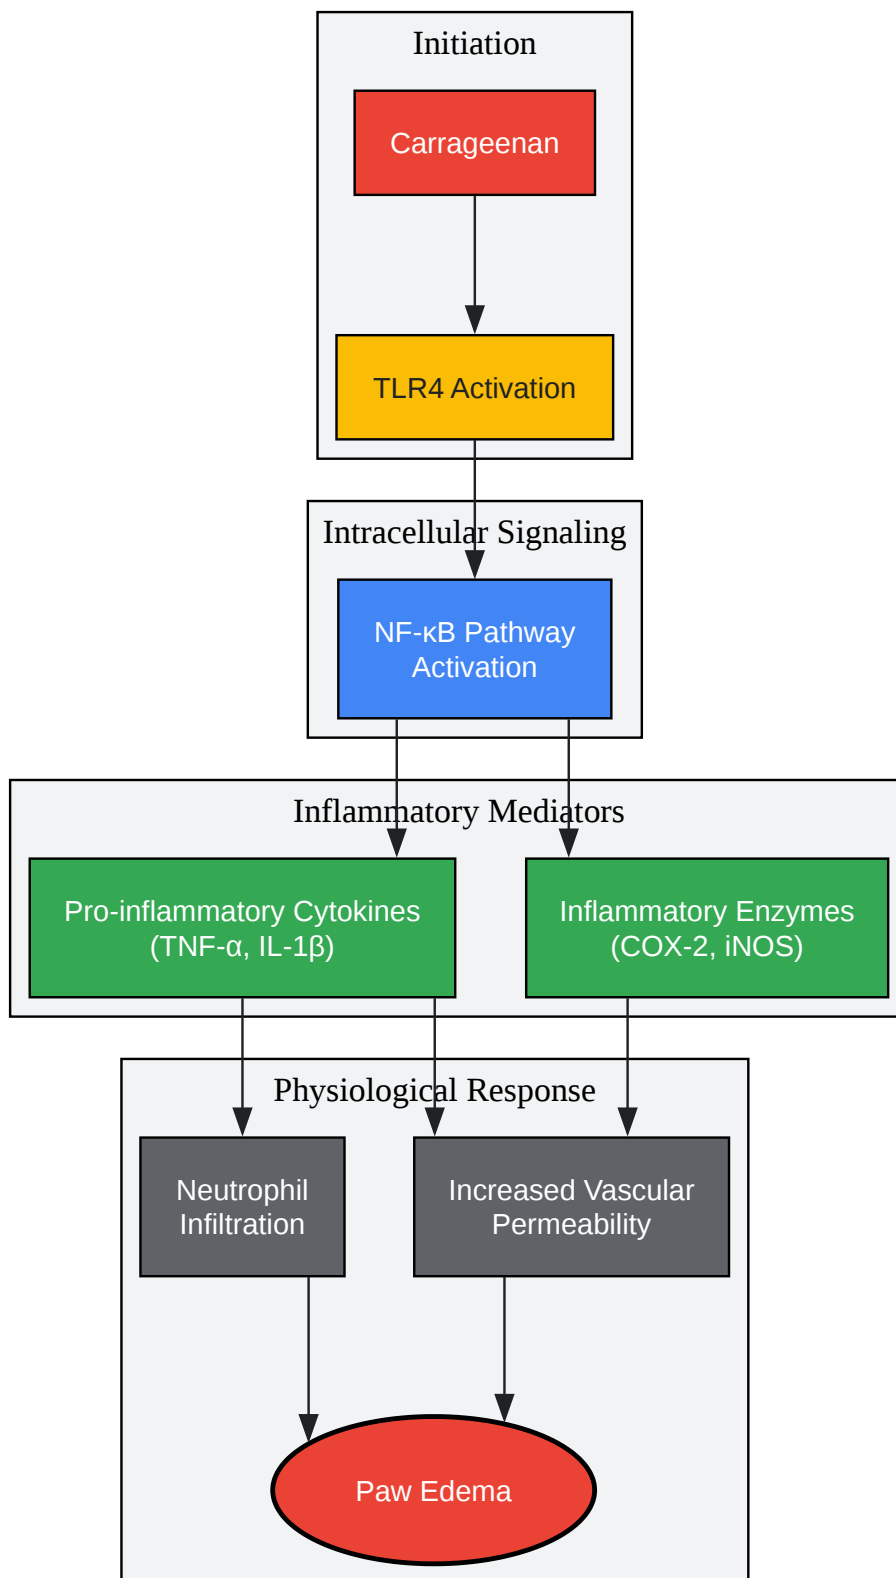 Initiation
Carrageenan
TLR4 Activation
Intracellular Signaling
NF-κB Pathway
Activation
Inflammatory Mediators
Pro-inflammatory Cytokines
(TNF-α, IL-1β)
Inflammatory Enzymes
(COX-2, iNOS)
Physiological Response
Neutrophil
Infiltration
Increased Vascular
Permeability
Paw Edema